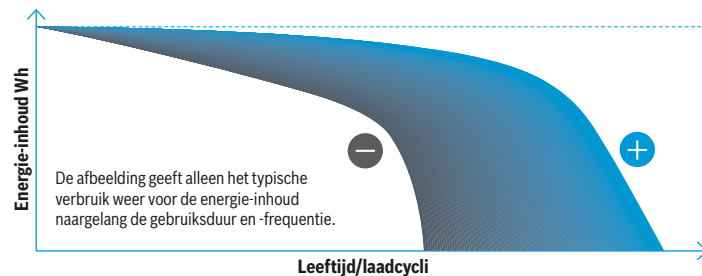 Energie-inhoud Wh
De afbeelding geeft alleen het typische
verbruik weer voor de energie-inhoud
naargelang de gebruiksduur en -frequentie.
Leeftijd/laadcycli